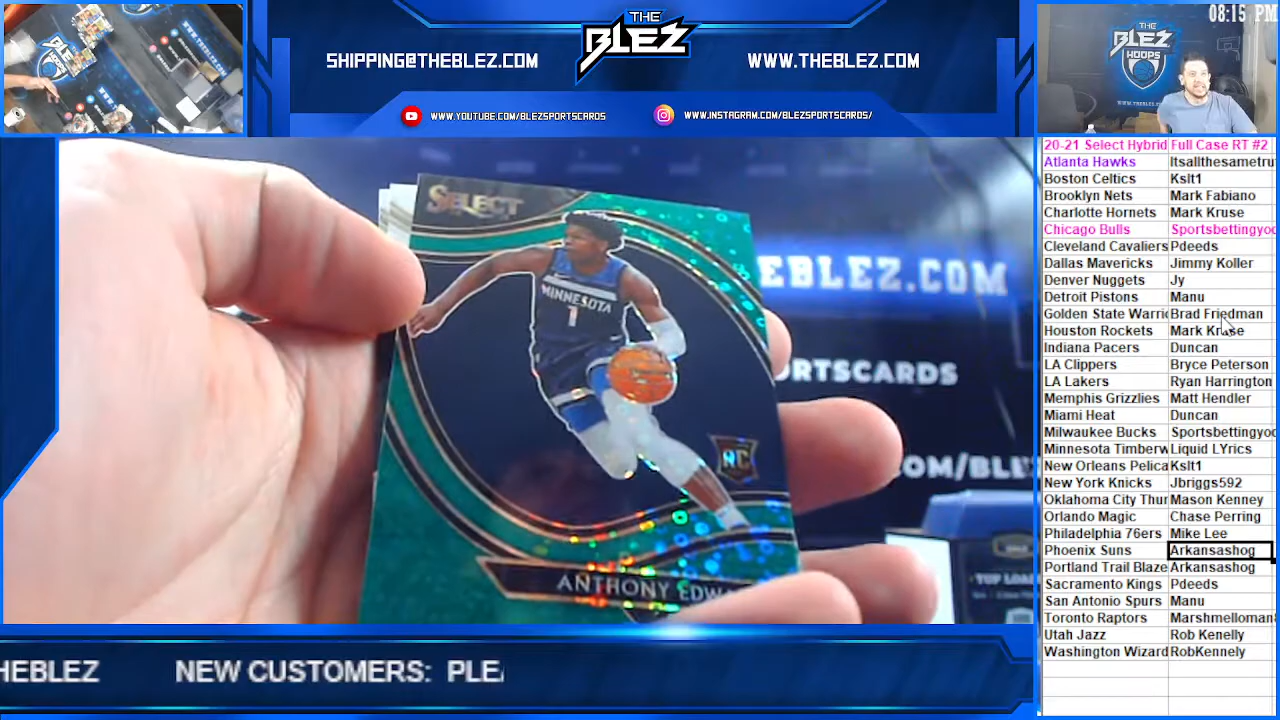 08:15 PM
THE
BLEZ
SHIPPING@THEBLEZ.COM
WWW.THEBLEZ.COM
WWW.YOUTUBE.COM/BLEZSPORTSCARDS
WWW.INSTAGRAM.COM/BLEZSPORTSCARDS/
THE
BLEZ
HOOPS
SELECT
MINNESOTA
1
RC
ANTHONY EDW
EBLEZ.COM
ORTSCARDS
OM/BL
TOP LOA
20-21 Select Hybrid Full Case RT #2
Atlanta Hawks Itsallthesametru
Boston Celtics Kslt1
Brooklyn Nets Mark Fabiano
Charlotte Hornets Mark Kruse
Chicago Bulls Sportsbettingyoo
Cleveland Cavaliers Pdeeds
Dallas Mavericks Jimmy Koller
Denver Nuggets Jy
Detroit Pistons Manu
Golden State Warric Brad Friedman
Houston Rockets Mark Kruse
Indiana Pacers Duncan
LA Clippers Bryce Peterson
LA Lakers Ryan Harrington
Memphis Grizzlies Matt Hendler
Miami Heat Duncan
Milwaukee Bucks Sportsbettingyoo
Minnesota Timberw Liquid LYrics
New Orleans Pelica Kslt1
New York Knicks Jbriggs592
Oklahoma City Thur Mason Kenney
Orlando Magic Chase Perring
Philadelphia 76ers Mike Lee
Phoenix Suns Arkansashog
Portland Trail Blaze Arkansashog
Sacramento Kings Pdeeds
San Antonio Spurs Manu
Toronto Raptors Marshmelloman
Utah Jazz Rob Kenelly
Washington Wizard RobKennely
HEBLEZ NEW CUSTOMERS: PLEA